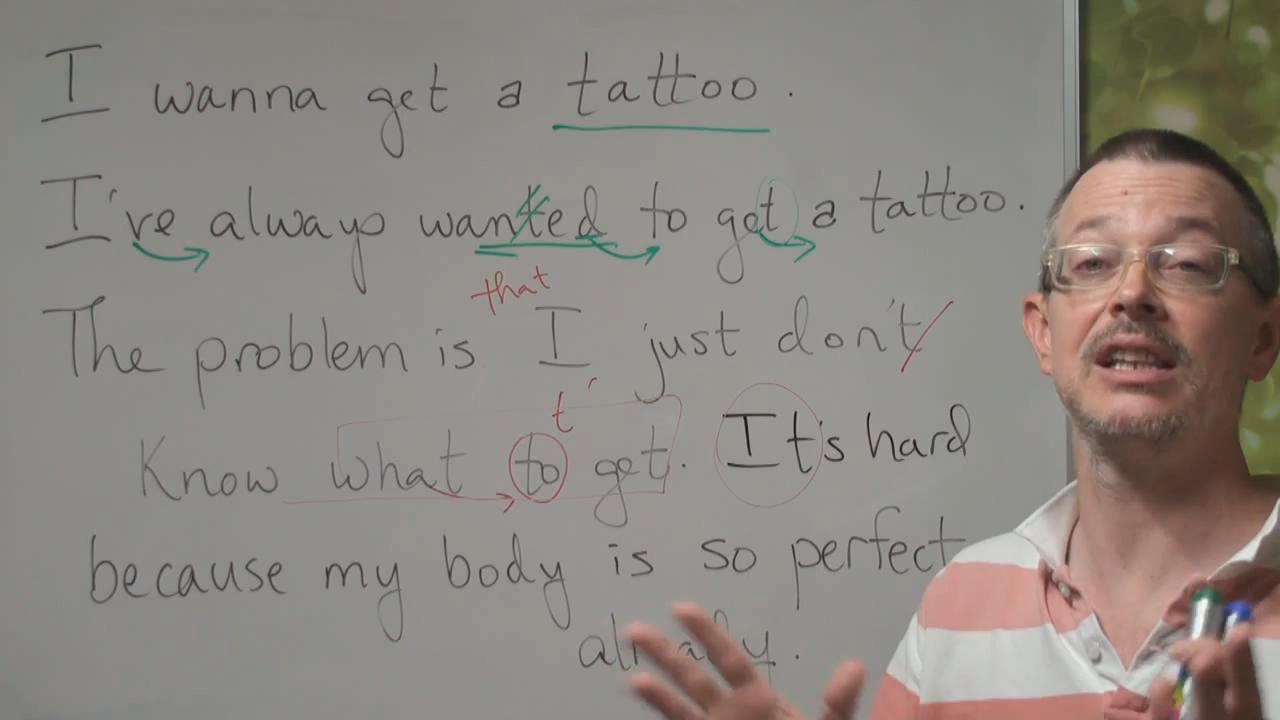 I wanna get a tattoo.
I've always wanted to get a tattoo.
that
The problem is I just don't
t'
Know what to get. It's hard
because my body is so perfect
already.